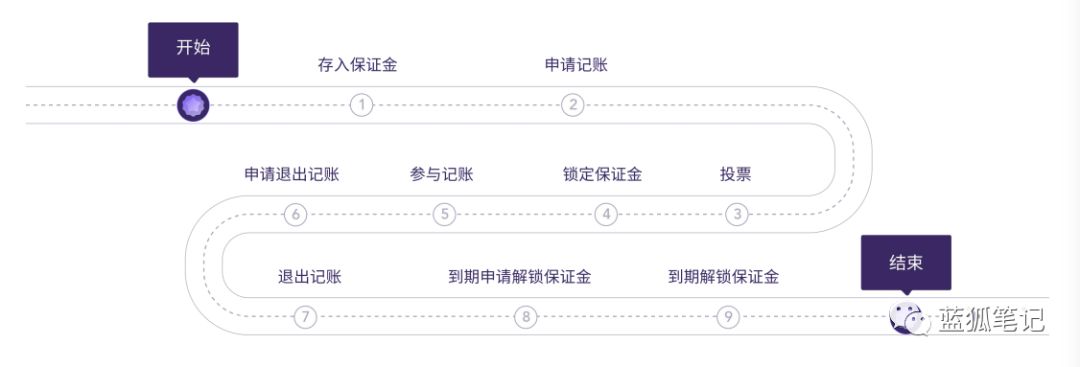 开始
存入保证金
申请记账
1
2
申请退出记账
参与记账
锁定保证金
投票
6
5
4
3
结束
退出记账
到期申请解锁保证金
到期解锁保证金
7
8
9
蓝狐笔记